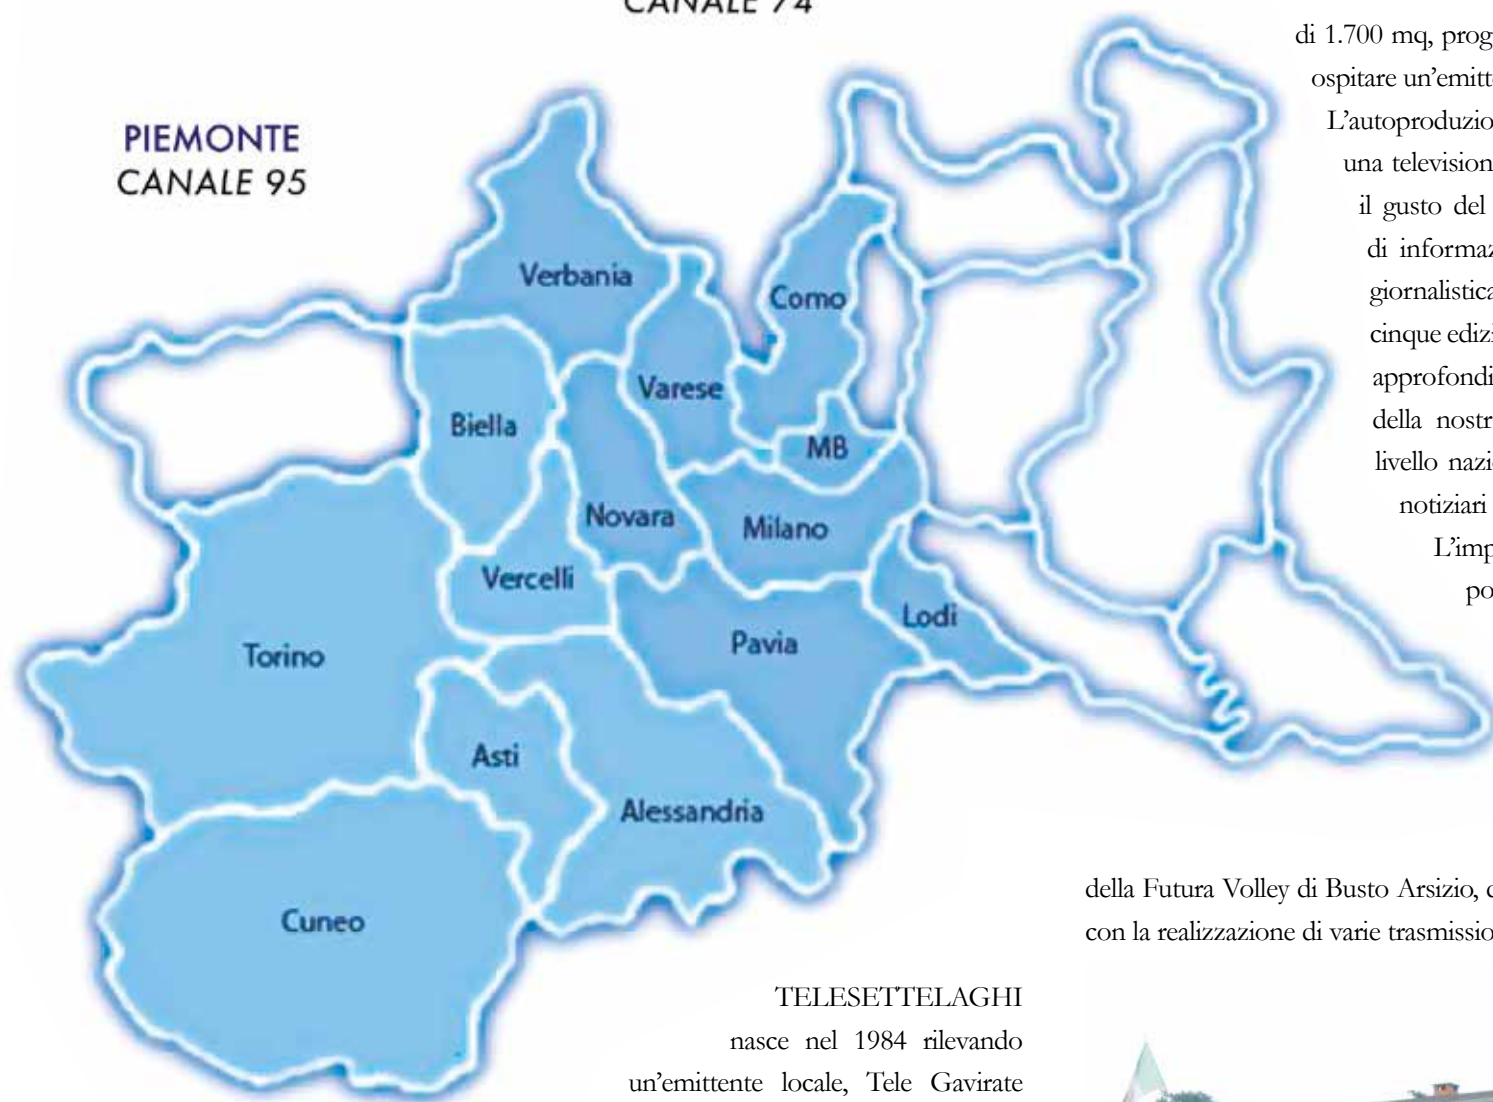 CANALE 74
PIEMONTE
CANALE 95
Verbania
Como
Varese
Biella
MB
Novara
Milano
Vercelli
Lodi
Torino
Pavia
Asti
Alessandria
Cuneo
di 1.700 mq, prog
ospitare un’emitt
L’autoproduzio
una television
il gusto del
di informaz
giornalistica
cinque edizi
approfondi
della nostr
livello nazi
notiziari
L’imp
po
della Futura Volley di Busto Arsizio,
con la realizzazione di varie trasmissio
TELESETTELAGHI
nasce nel 1984 rilevando
un’emittente locale, Tele Gavirate